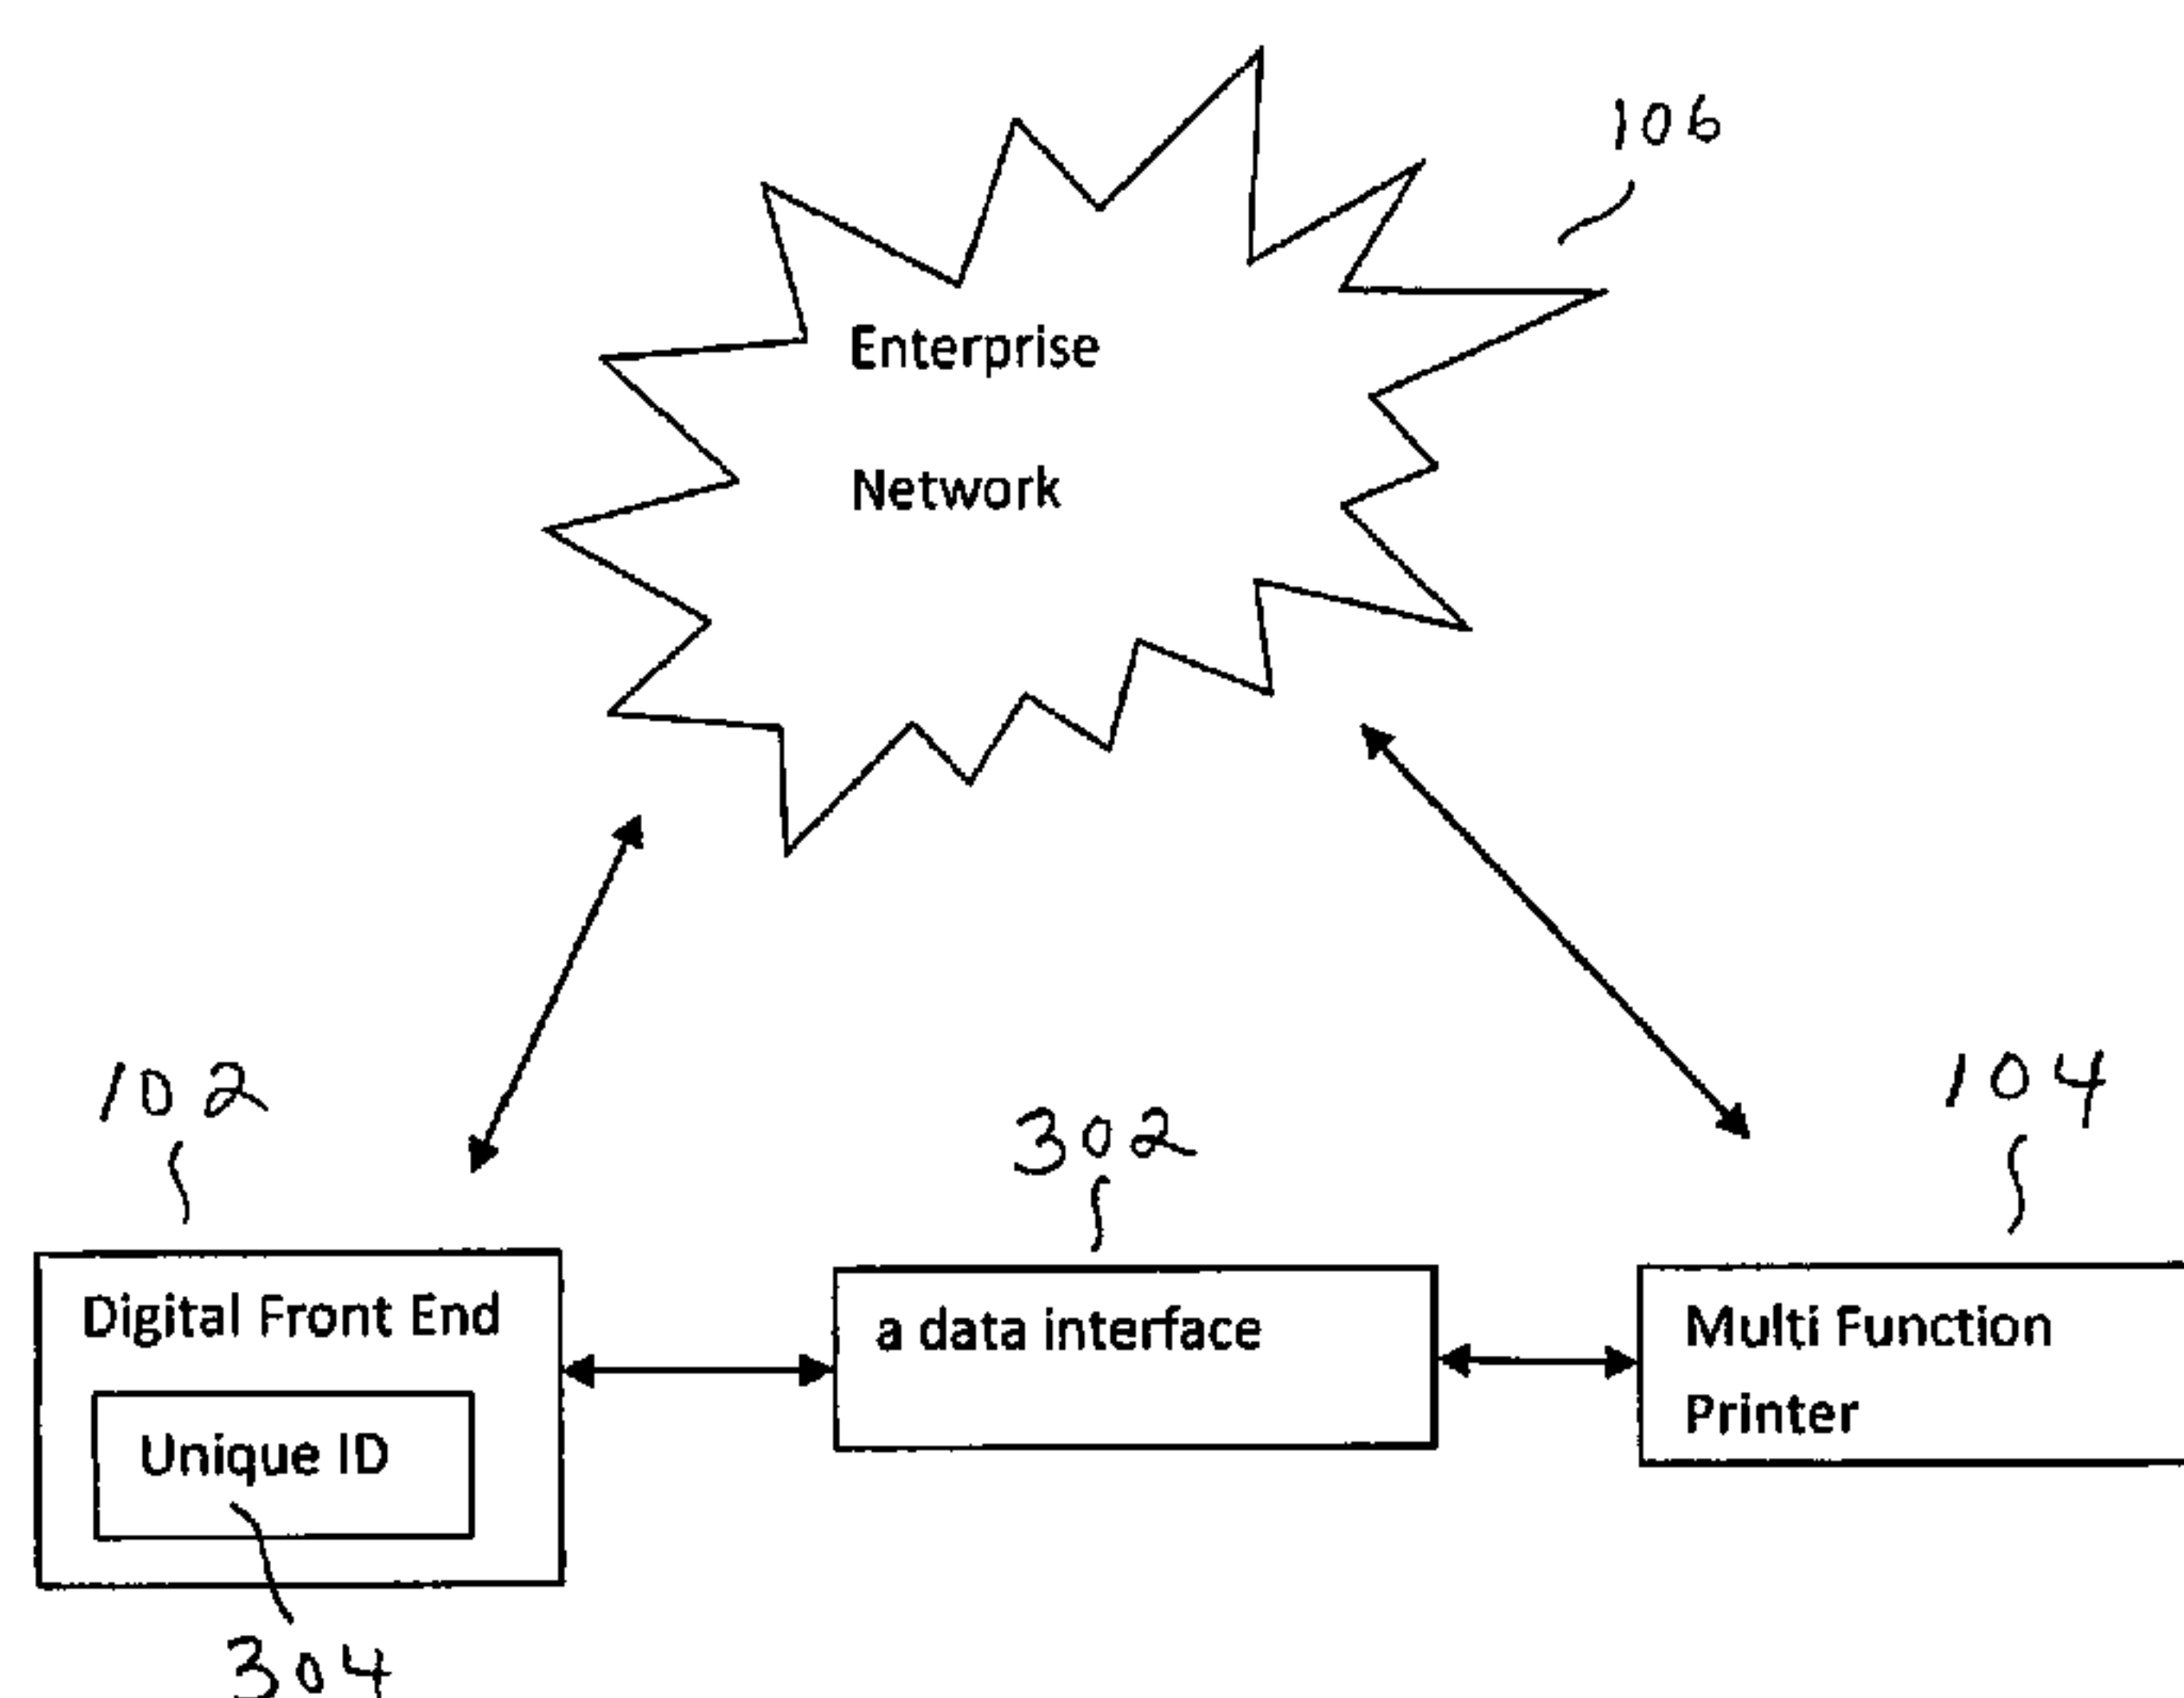 106
Enterprise
Network
102
302
104
Digital Front End
a data interface
Multi Function
Printer
Unique ID
304